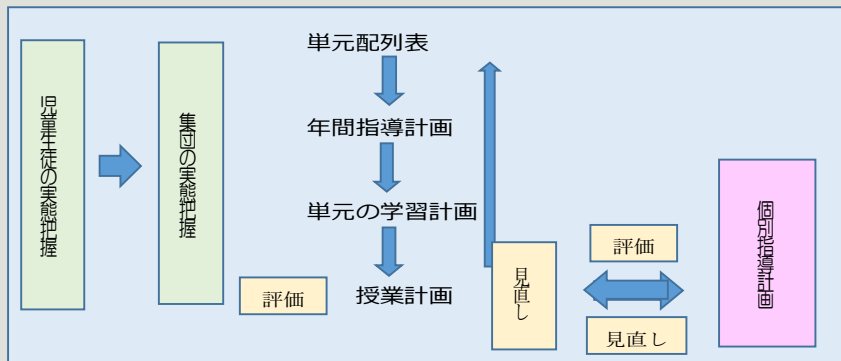 児童生徒の実態把握
集団の実態把握
単元配列表
年間指導計画
単元の学習計画
評価
授業計画
見直し
評価
見直し
個別指導計画